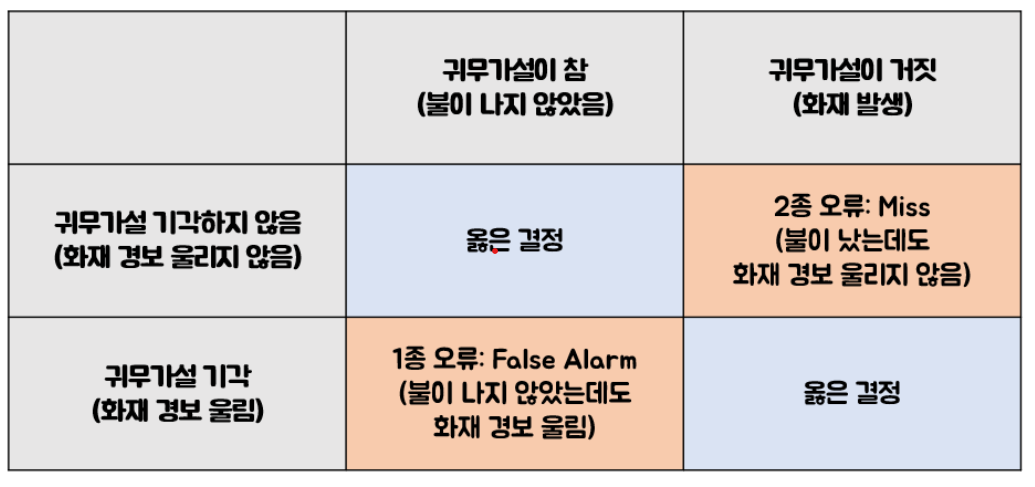 귀무가설이 참
(불이 나지 않았음)
귀무가설이 거짓
(화재 발생)
귀무가설 기각하지 않음
(화재 경보 울리지 않음)
옳은 결정
2종 오류: Miss
(불이 났는데도
화재 경보 울리지 않음)
귀무가설 기각
(화재 경보 울림)
1종 오류: False Alarm
(불이 나지 않았는데도
화재 경보 울림)
옳은 결정